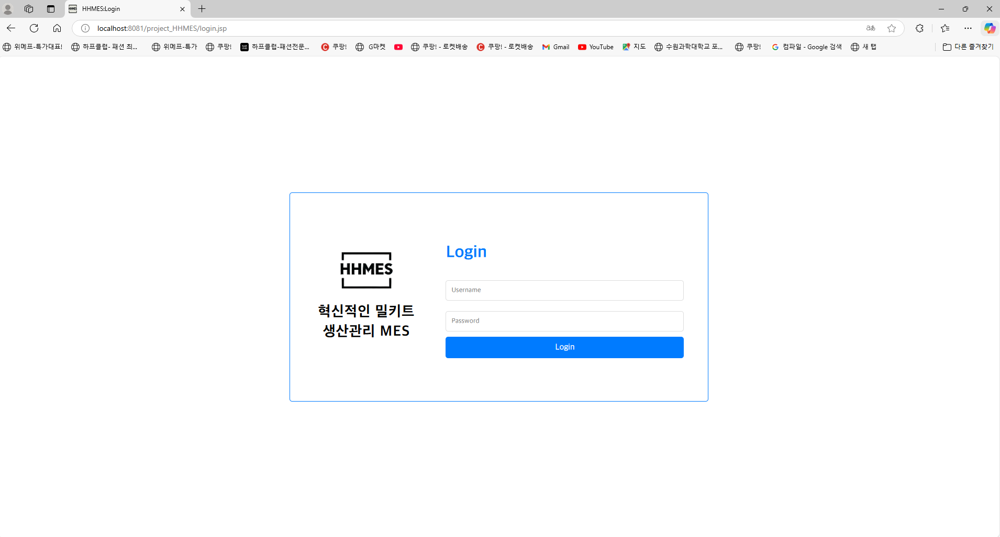 HHMES:Login
localhost:8081/project_HHMES/login.jsp
위메프-특가대표! 하프클럽- 패션 최... 위메프-특가 쿠팡! 하프클럽-패션전문... 쿠팡! G마켓 쿠팡! - 로켓배송 쿠팡! - 로켓배송 Gmail YouTube 지도 수원과학대학교 포... 쿠팡! 컴파일 - Google 검색 새 탭 다른 즐겨찾기
HHMES
혁신적인 밀키트
생산관리 MES
Login
Username
Password
Login